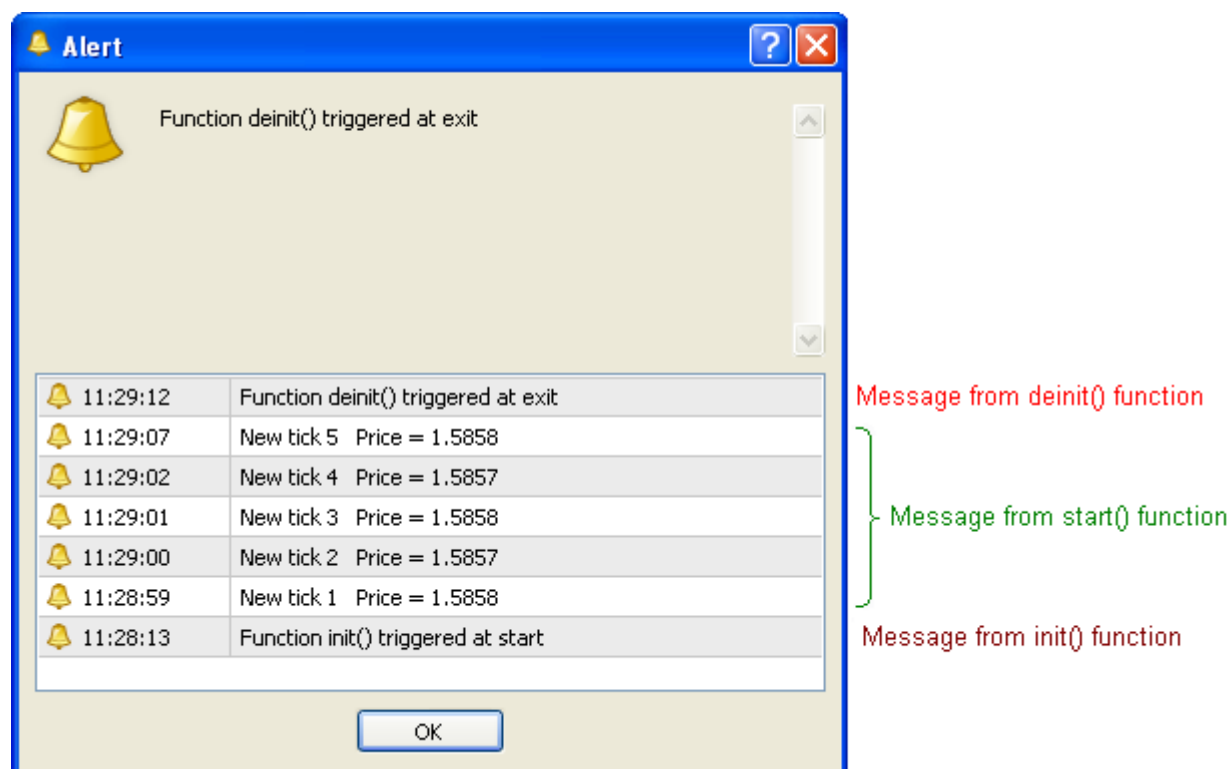 Alert
Function deinit() triggered at exit
11:29:12 Function deinit() triggered at exit Message from deinit() function
11:29:07 New tick 5 Price = 1.5858
11:29:02 New tick 4 Price = 1.5857
11:29:01 New tick 3 Price = 1.5858 Message from start() function
11:29:00 New tick 2 Price = 1.5857
11:28:59 New tick 1 Price = 1.5858
11:28:13 Function init() triggered at start Message from init() function
OK